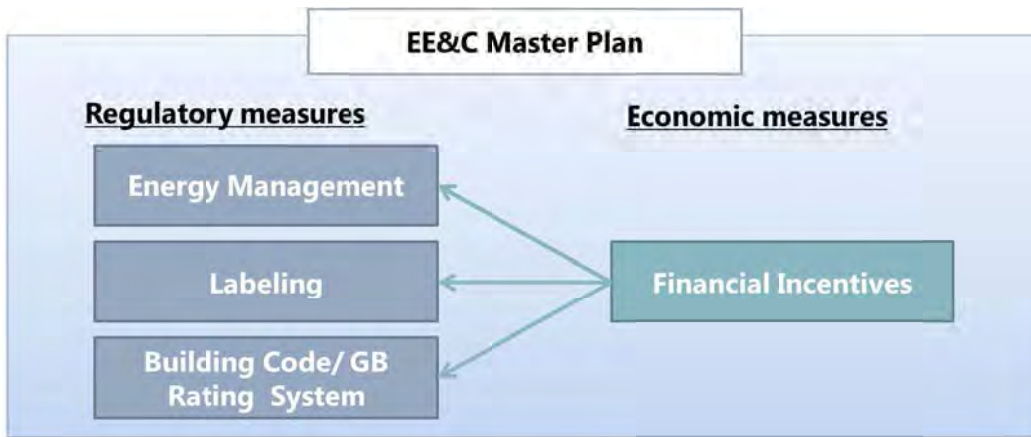 EE&C Master Plan
Regulatory measures
Economic measures
Energy Management
Labeling
Financial Incentives
Building Code/ GB
Rating System